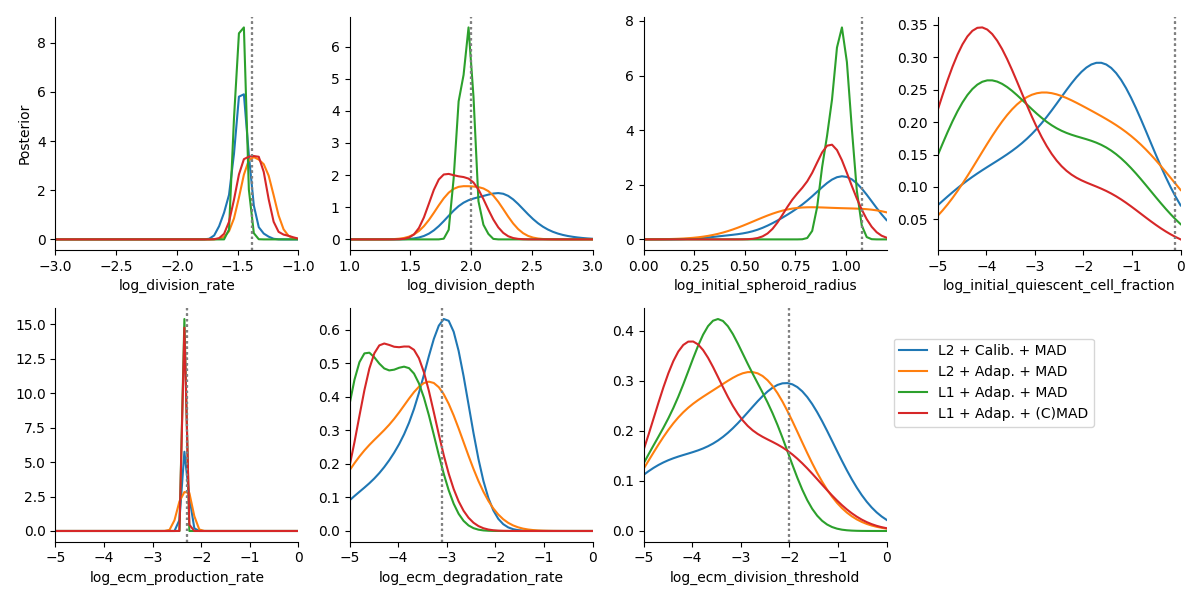 Posterior
8
6
4
2
0
−3.0 −2.5 −2.0 −1.5 −1.0
log_division_rate
6
5
4
3
2
1
0
1.0 1.5 2.0 2.5 3.0
log_division_depth
8
6
4
2
0
0.00 0.25 0.50 0.75 1.00
log_initial_spheroid_radius
0.35
0.30
0.25
0.20
0.15
0.10
0.05
−5 −4 −3 −2 −1 0
log_initial_quiescent_cell_fraction
15.0
12.5
10.0
7.5
5.0
2.5
0.0
−5 −4 −3 −2 −1 0
log_ecm_production_rate
0.6
0.5
0.4
0.3
0.2
0.1
0.0
−5 −4 −3 −2 −1 0
log_ecm_degradation_rate
0.4
0.3
0.2
0.1
0.0
−5 −4 −3 −2 −1 0
log_ecm_division_threshold
L2 + Calib. + MAD
L2 + Adap. + MAD
L1 + Adap. + MAD
L1 + Adap. + (C)MAD